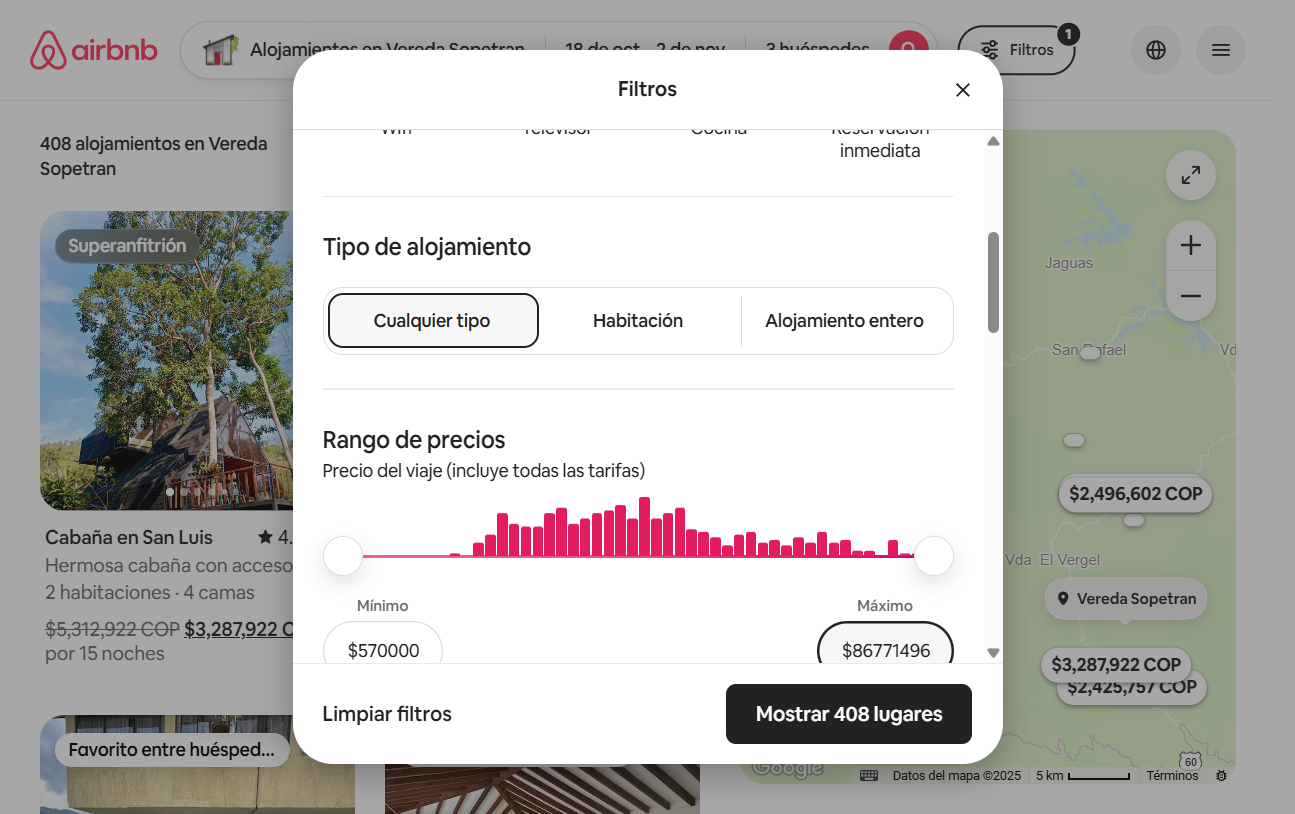 airbnb
Alojamientos en Vereda Sopetran
18 de oct. - 2 de nov.
3 huéspedes
Filtros
1
Filtros
Wifi
Televisor
Cocina
Reservación
inmediata
408 alojamientos en Vereda
Sopetran
Superanfitrión
Cabaña en San Luis
4.
Hermosa cabaña con acceso
2 habitaciones · 4 camas
$5,312,922 COP $3,287,922 C
por 15 noches
Favorito entre huésped...
Tipo de alojamiento
Cualquier tipo
Habitación
Alojamiento entero
Rango de precios
Precio del viaje (incluye todas las tarifas)
Mínimo
Máximo
$570000
$86771496
Limpiar filtros
Mostrar 408 lugares
Jaguas
San Rafael
Vd
$2,496,602 COP
Vda. El Vergel
Vereda Sopetran
$3,287,922 COP
$2,425,757 COP
60
Google
Datos del mapa ©2025
5 km
Términos